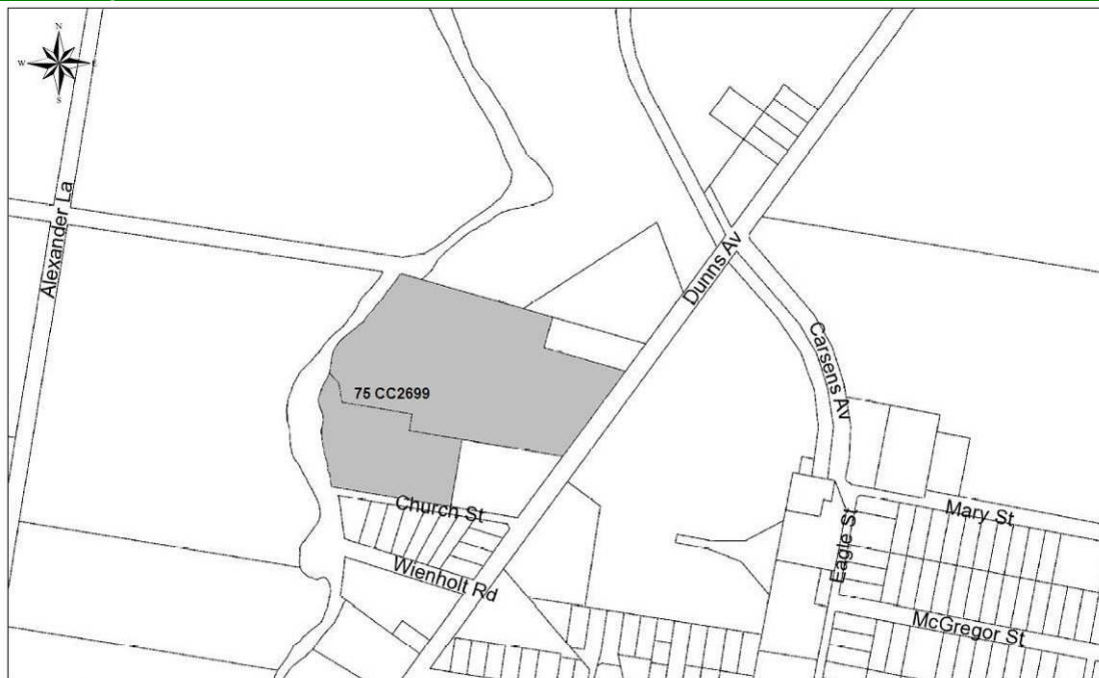 N
W E
S
Alexander La
Dunns Av
Carsens Av
75 CC2699
Church St
Mary St
Eagle St
Wienholt Rd
McGregor St